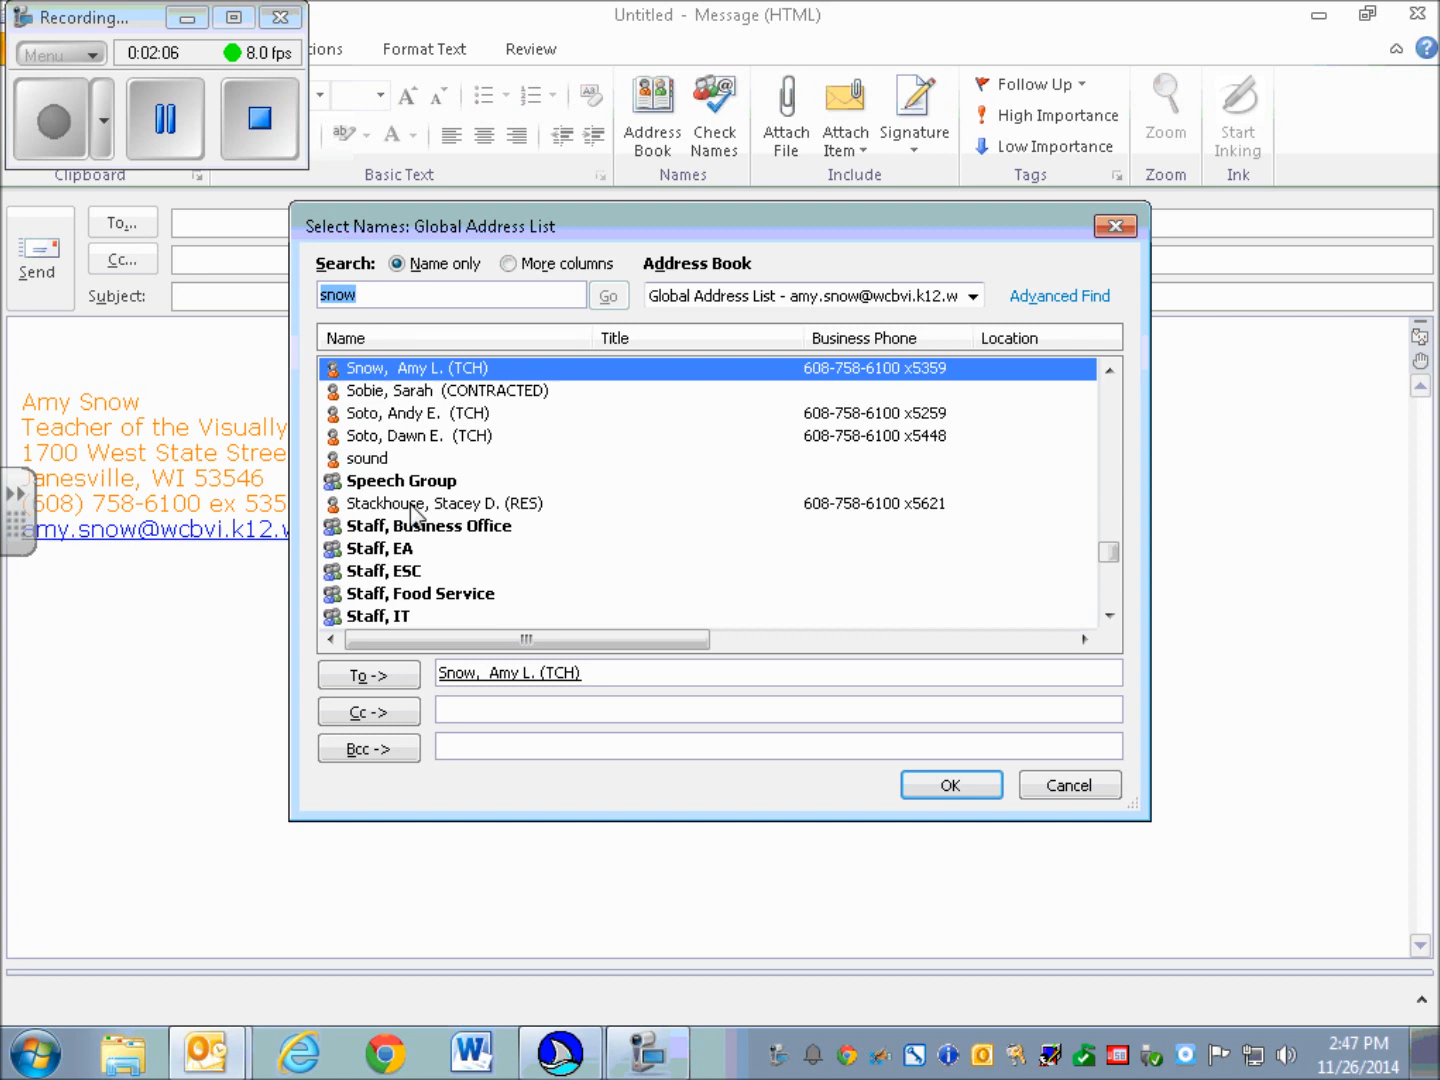 Recording...
Untitled - Message (HTML)
Menu
0:02:06
8.0 fps
tions
Format Text
Review
Address Book
Check Names
Attach File
Attach Item
Signature
Follow Up
High Importance
Low Importance
Zoom
Start Inking
Clipboard
Basic Text
Names
Include
Tags
Zoom
Ink
Send
To...
Cc...
Subject:
Select Names: Global Address List
Search:
Name only
More columns
Address Book
snow
Go
Global Address List - amy.snow@wcbvi.k12.w
Advanced Find
Name
Title
Business Phone
Location
Snow, Amy L. (TCH) 608-758-6100 x5359
Sobie, Sarah (CONTRACTED)
Soto, Andy E. (TCH) 608-758-6100 x5259
Soto, Dawn E. (TCH) 608-758-6100 x5448
sound
Speech Group
Stackhouse, Stacey D. (RES) 608-758-6100 x5621
Staff, Business Office
Staff, EA
Staff, ESC
Staff, Food Service
Staff, IT
To ->
Snow, Amy L. (TCH)
Cc ->
Bcc ->
OK
Cancel
Amy Snow
Teacher of the Visually
1700 West State Stree
Janesville, WI 53546
(608) 758-6100 ex 535
amy.snow@wcbvi.k12.w
2:47 PM
11/26/2014